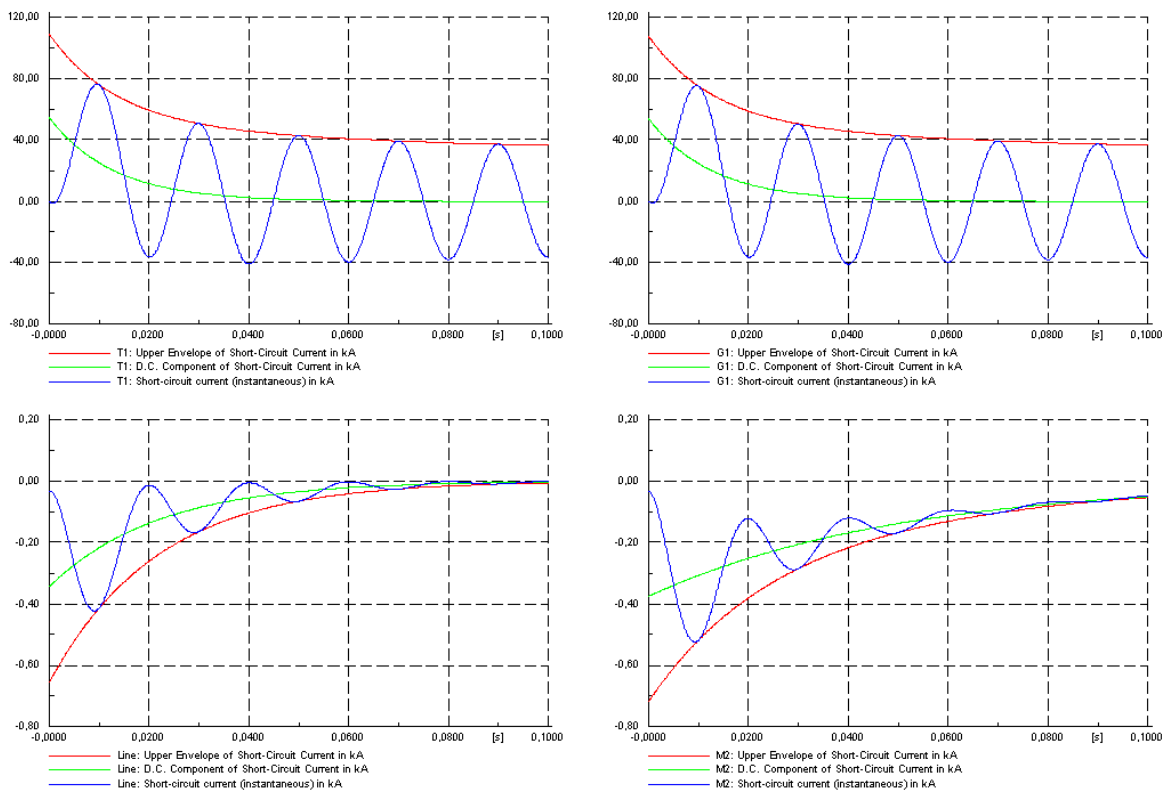 120,00
80,00
40,00
0,00
-40,00
-80,00
-0,0000 0,0200 0,0400 0,0600 0,0800 [s] 0,1000
T1: Upper Envelope of Short-Circuit Current in kA
T1: D.C. Component of Short-Circuit Current in kA
T1: Short-circuit current (instantaneous) in kA
120,00
80,00
40,00
0,00
-40,00
-80,00
-0,0000 0,0200 0,0400 0,0600 0,0800 [s] 0,1000
G1: Upper Envelope of Short-Circuit Current in kA
G1: D.C. Component of Short-Circuit Current in kA
G1: Short-circuit current (instantaneous) in kA
0,20
0,00
-0,20
-0,40
-0,60
-0,80
-0,0000 0,0200 0,0400 0,0600 0,0800 [s] 0,1000
Line: Upper Envelope of Short-Circuit Current in kA
Line: D.C. Component of Short-Circuit Current in kA
Line: Short-circuit current (instantaneous) in kA
0,20
0,00
-0,20
-0,40
-0,60
-0,80
-0,0000 0,0200 0,0400 0,0600 0,0800 [s] 0,1000
M2: Upper Envelope of Short-Circuit Current in kA
M2: D.C. Component of Short-Circuit Current in kA
M2: Short-circuit current (instantaneous) in kA